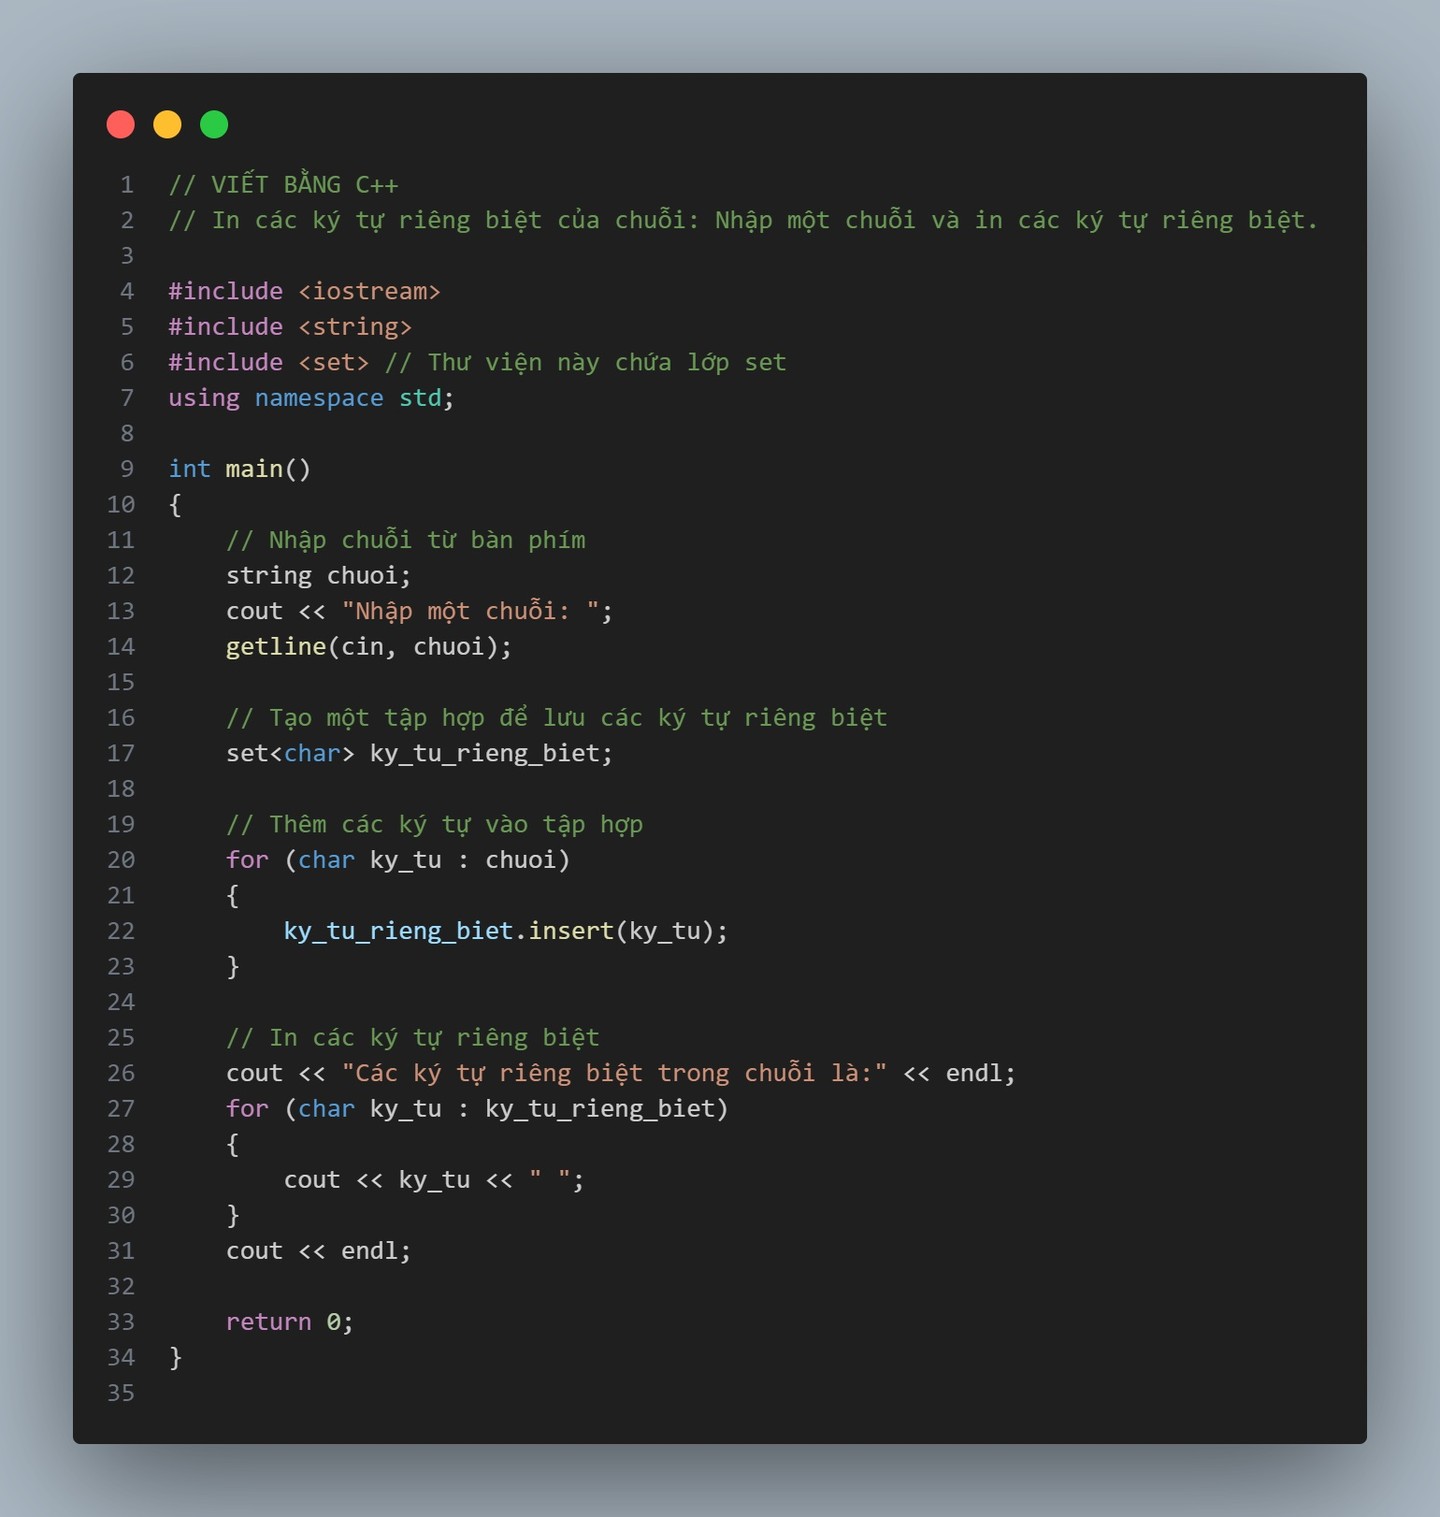 1 // VIẾT BẰNG C++
2 // In các ký tự riêng biệt của chuỗi: Nhập một chuỗi và in các ký tự riêng biệt.
3
4 #include <iostream>
5 #include <string>
6 #include <set> // Thư viện này chứa lớp set
7 using namespace std;
8
9 int main()
10 {
11     // Nhập chuỗi từ bàn phím
12     string chuoi;
13     cout << "Nhập một chuỗi: ";
14     getline(cin, chuoi);
15
16     // Tạo một tập hợp để lưu các ký tự riêng biệt
17     set<char> ky_tu_rieng_biet;
18
19     // Thêm các ký tự vào tập hợp
20     for (char ky_tu : chuoi)
21     {
22         ky_tu_rieng_biet.insert(ky_tu);
23     }
24
25     // In các ký tự riêng biệt
26     cout << "Các ký tự riêng biệt trong chuỗi là:" << endl;
27     for (char ky_tu : ky_tu_rieng_biet)
28     {
29         cout << ky_tu << " ";
30     }
31     cout << endl;
32
33     return 0;
34 }
35